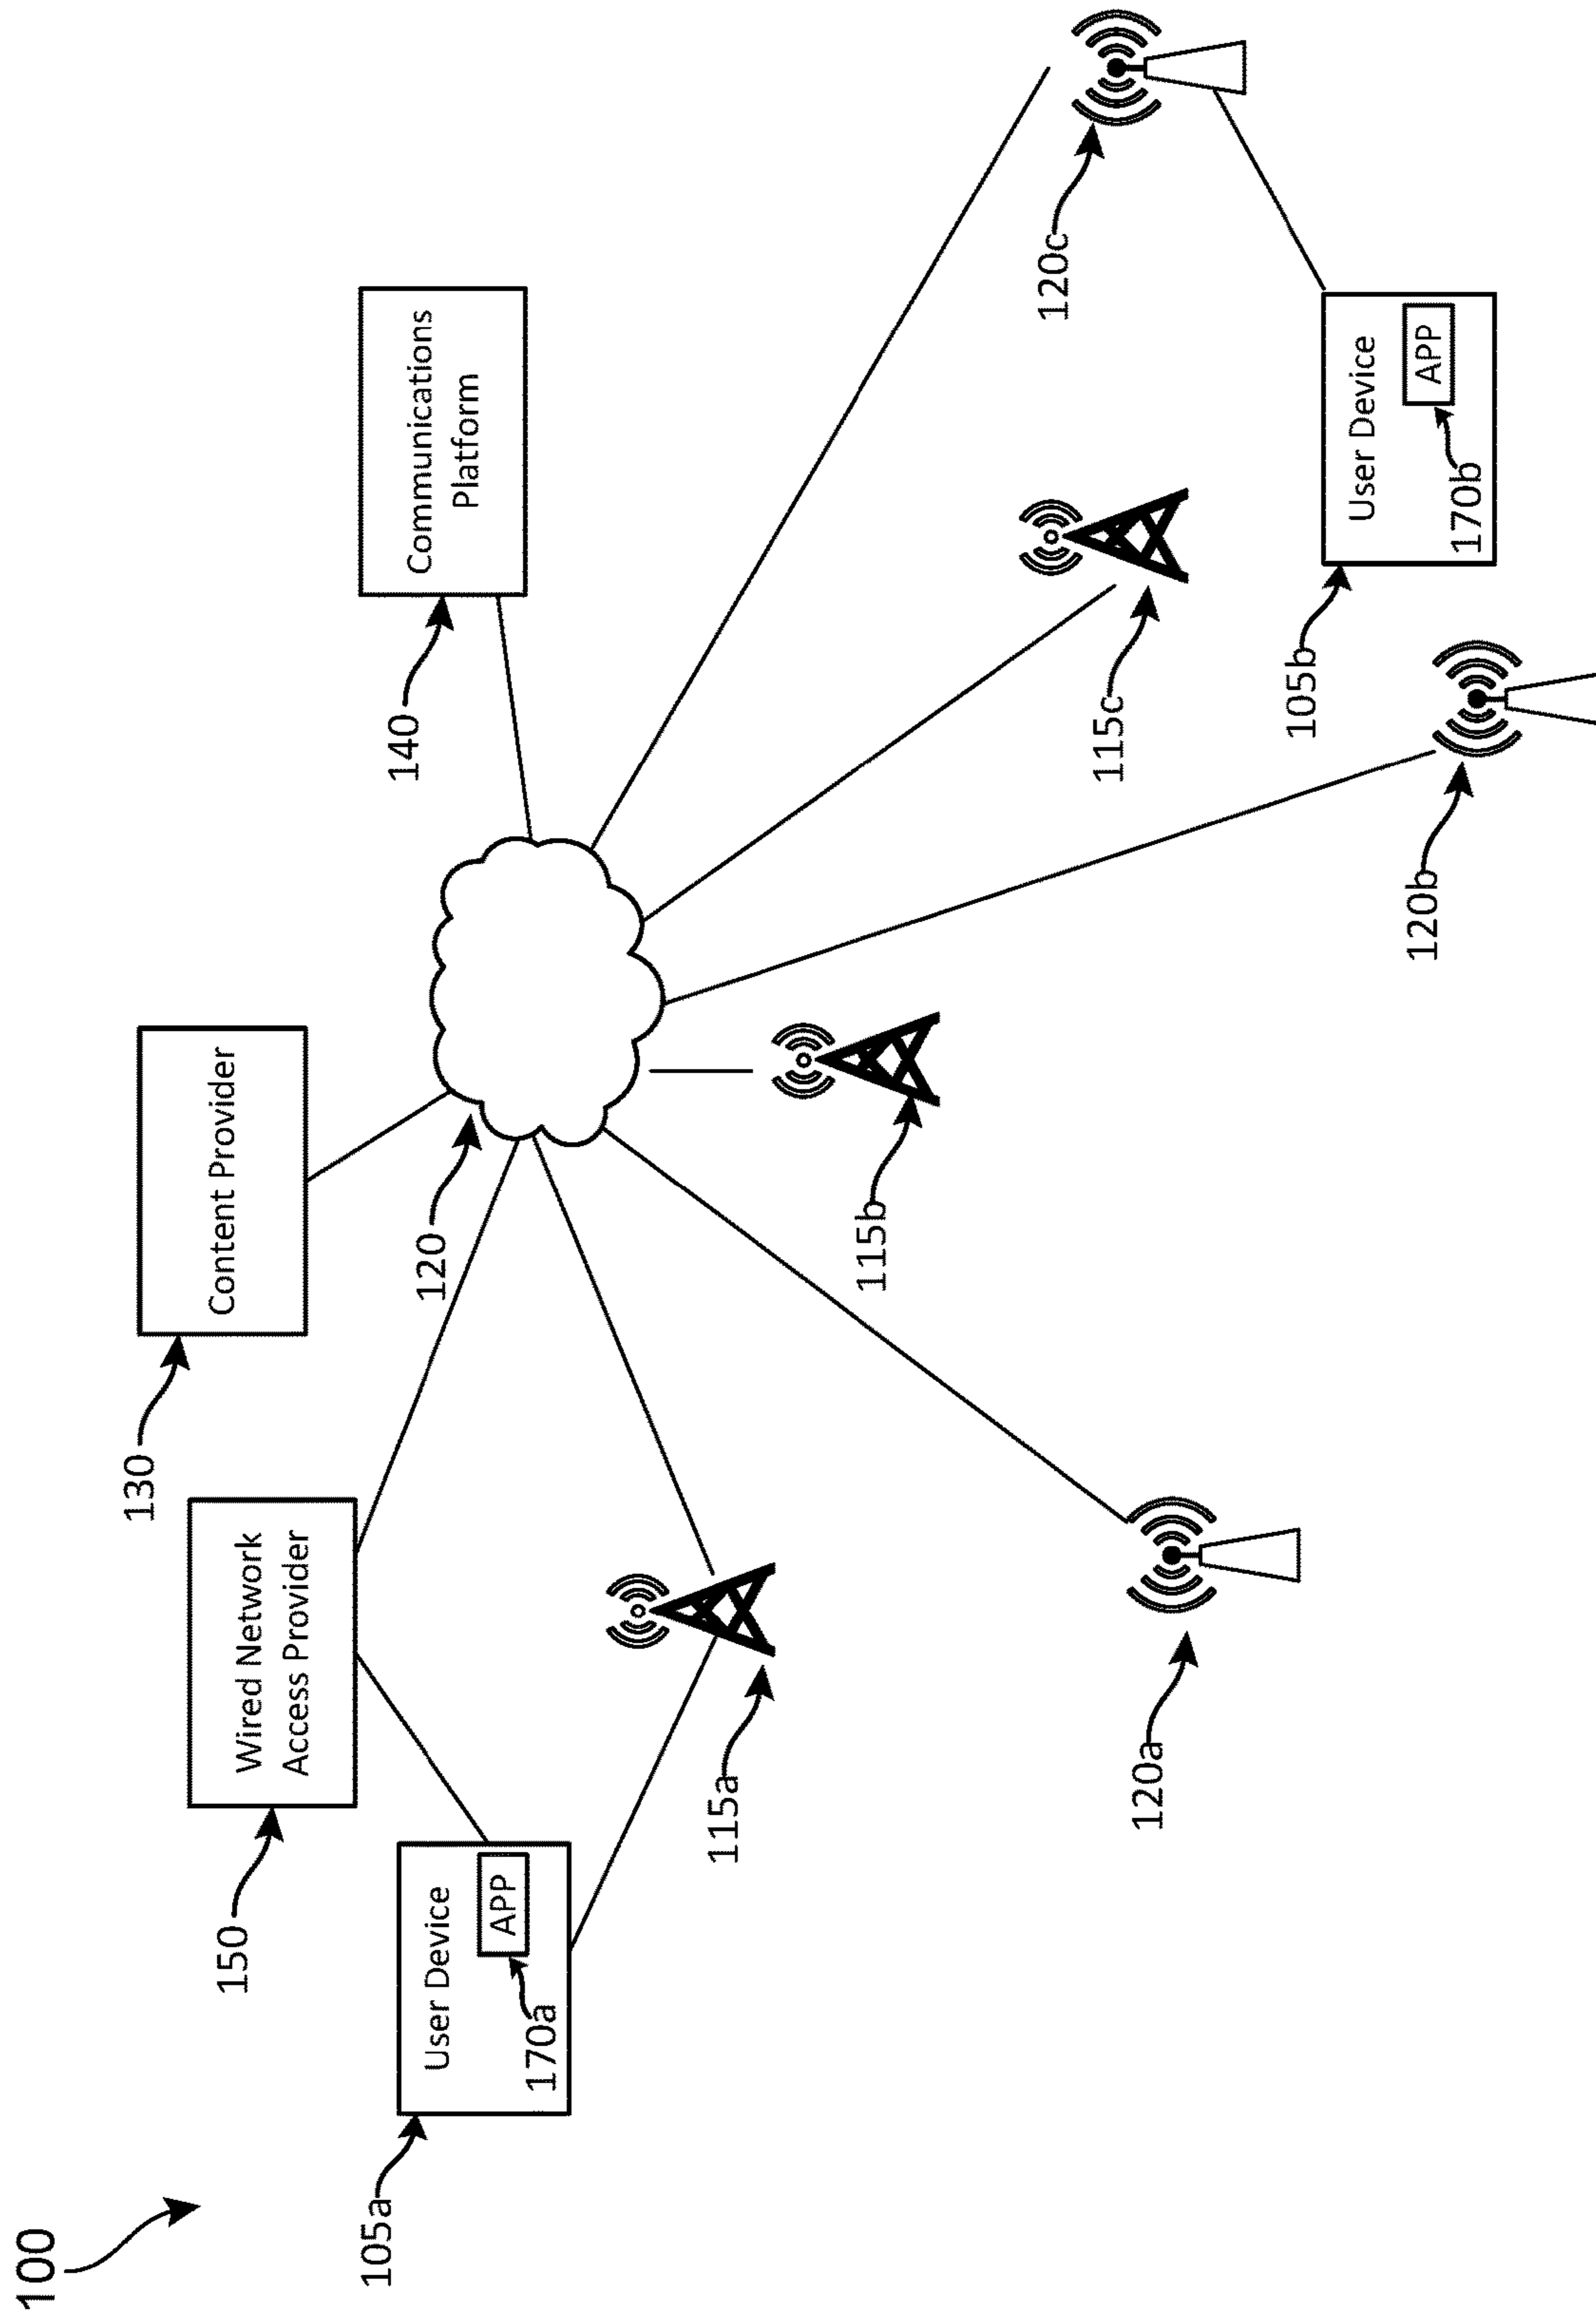 100
130
Content Provider
150
Wired Network
Access Provider
140
Communications
Platform
120
105a
User Device
APP
170a
115a
115b
115c
120c
120a
120b
105b
User Device
APP
170b